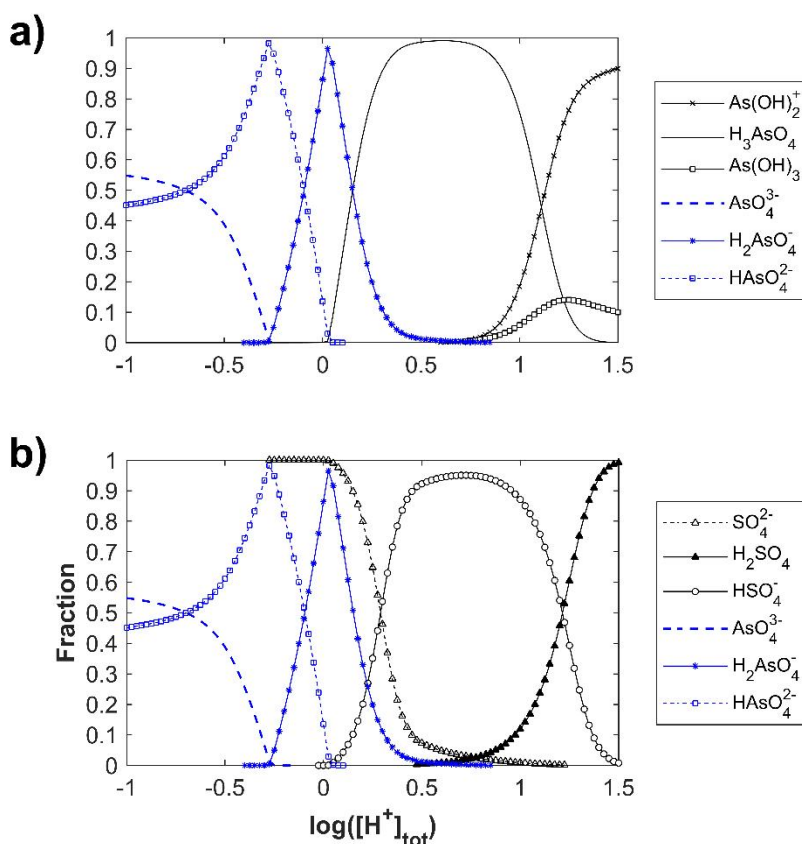 a)
1
0.9
0.8
0.7
0.6
0.5
0.4
0.3
0.2
0.1
0
-1
-0.5
0
0.5
1
1.5
As(OH)₂⁺
H₃AsO₄
As(OH)₃
AsO₄³⁻
H₂AsO₄⁻
HAsO₄²⁻
b)
Fraction
1
0.9
0.8
0.7
0.6
0.5
0.4
0.3
0.2
0.1
0
-1
-0.5
0
0.5
1
1.5
log([H⁺]tot)
SO₄²⁻
H₂SO₄
HSO₄⁻
AsO₄³⁻
H₂AsO₄⁻
HAsO₄²⁻